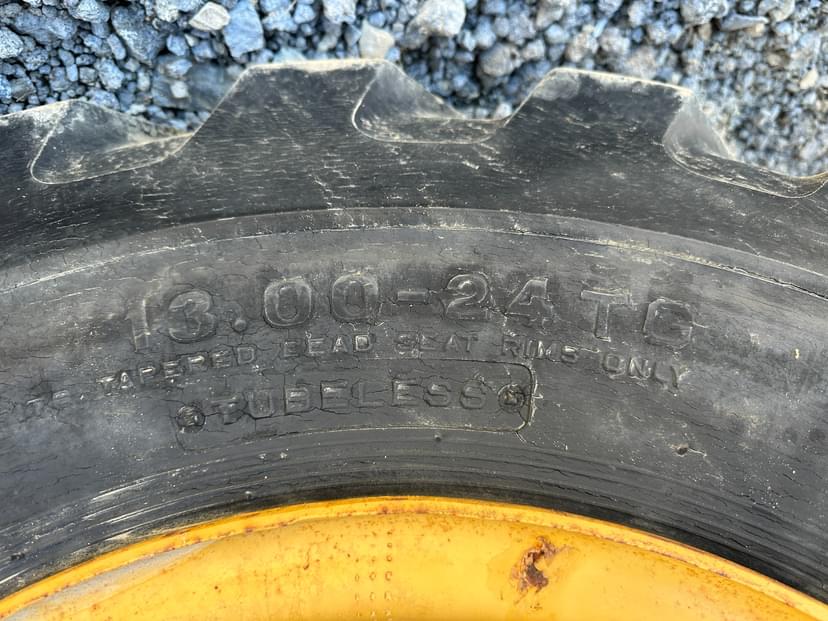 13.00-24 TG
TAPERED BEAD SEAT RIMS ONLY
TUBELESS